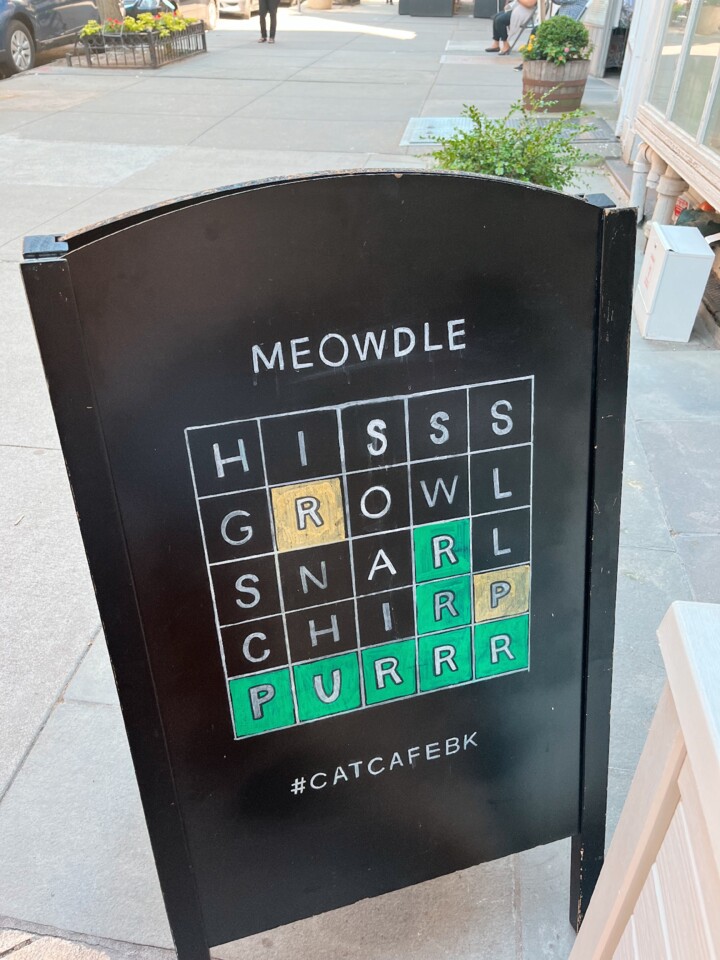 MEOWDLE
HISSS
GROWL
SNARL
CHIRP
PURRR
#CATCAFEBK